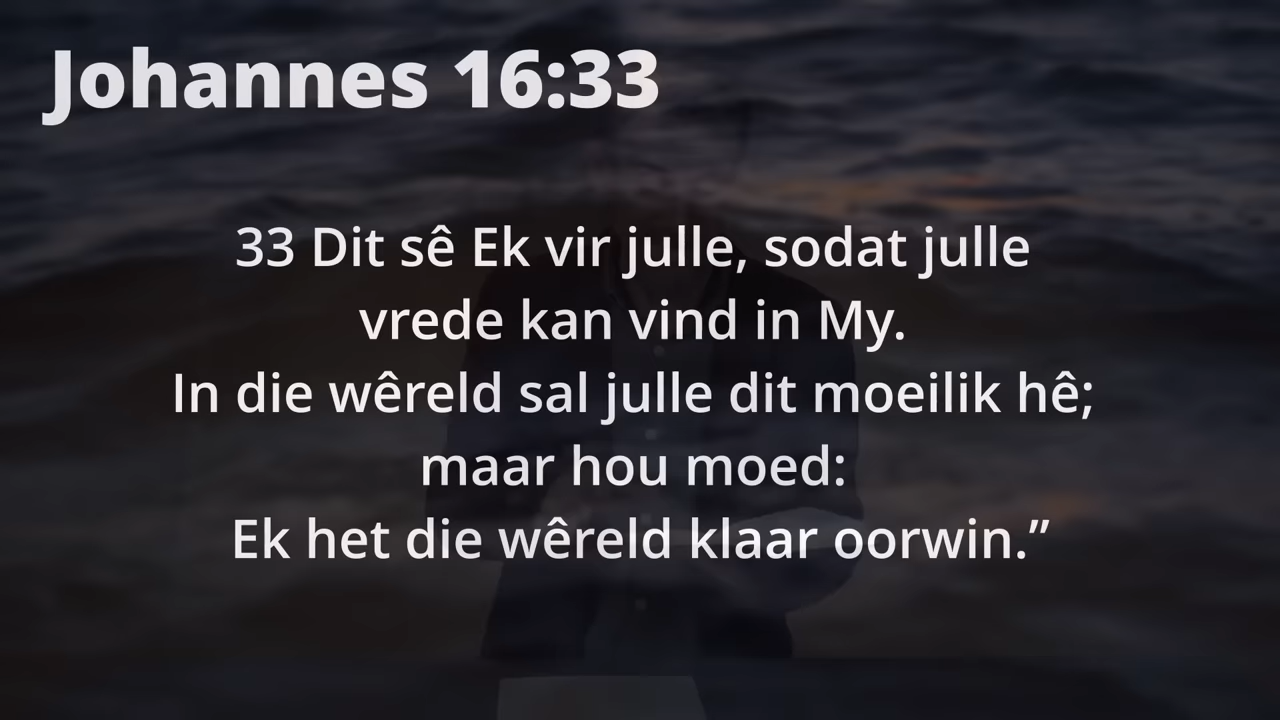 Johannes 16:33
33 Dit sê Ek vir julle, sodat julle
vrede kan vind in My.
In die wêreld sal julle dit moeilik hê;
maar hou moed:
Ek het die wêreld klaar oorwin.”